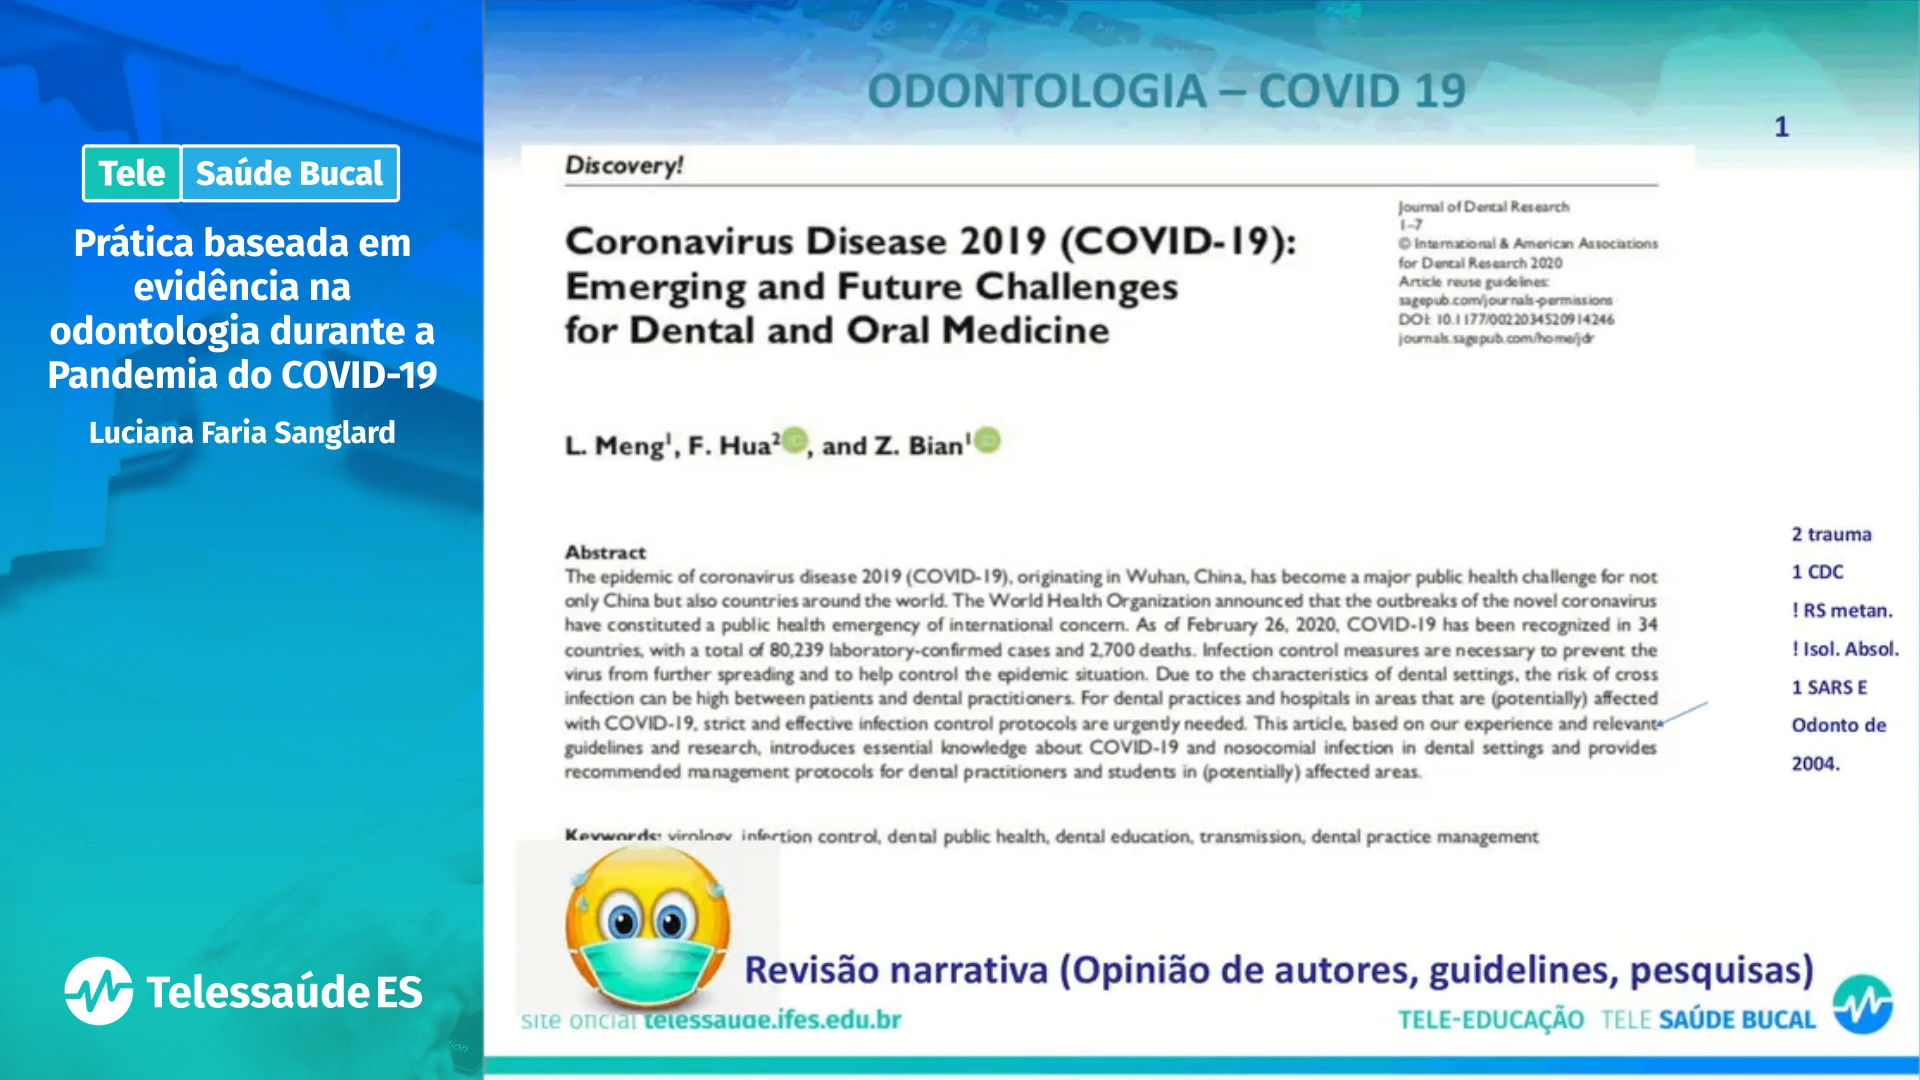 Tele Saúde Bucal
Prática baseada em
evidência na
odontologia durante a
Pandemia do COVID-19
Luciana Faria Sanglard
TelessaúdeES
ODONTOLOGIA – COVID 19
1
Discovery!
Coronavirus Disease 2019 (COVID-19):
Emerging and Future Challenges
for Dental and Oral Medicine
Journal of Dental Research
1–7
© International & American Associations
for Dental Research 2020
Article reuse guidelines:
sagepub.com/journals-permissions
DOI: 10.1177/0022034520914246
journals.sagepub.com/home/jdr
L. Meng1, F. Hua2, and Z. Bian1
Abstract
The epidemic of coronavirus disease 2019 (COVID-19), originating in Wuhan, China, has become a major public health challenge for not
only China but also countries around the world. The World Health Organization announced that the outbreaks of the novel coronavirus
have constituted a public health emergency of international concern. As of February 26, 2020, COVID-19 has been recognized in 34
countries, with a total of 80,239 laboratory-confirmed cases and 2,700 deaths. Infection control measures are necessary to prevent the
virus from further spreading and to help control the epidemic situation. Due to the characteristics of dental settings, the risk of cross
infection can be high between patients and dental practitioners. For dental practices and hospitals in areas that are (potentially) affected
with COVID-19, strict and effective infection control protocols are urgently needed. This article, based on our experience and relevant
guidelines and research, introduces essential knowledge about COVID-19 and nosocomial infection in dental settings and provides
recommended management protocols for dental practitioners and students in (potentially) affected areas.
Keywords: virology, infection control, dental public health, dental education, transmission, dental practice management
2 trauma
1 CDC
! RS metan.
! Isol. Absol.
1 SARS E
Odonto de
2004.
Revisão narrativa (Opinião de autores, guidelines, pesquisas)
site oficial telessaude.ifes.edu.br
TELE-EDUCAÇÃO TELE SAÚDE BUCAL